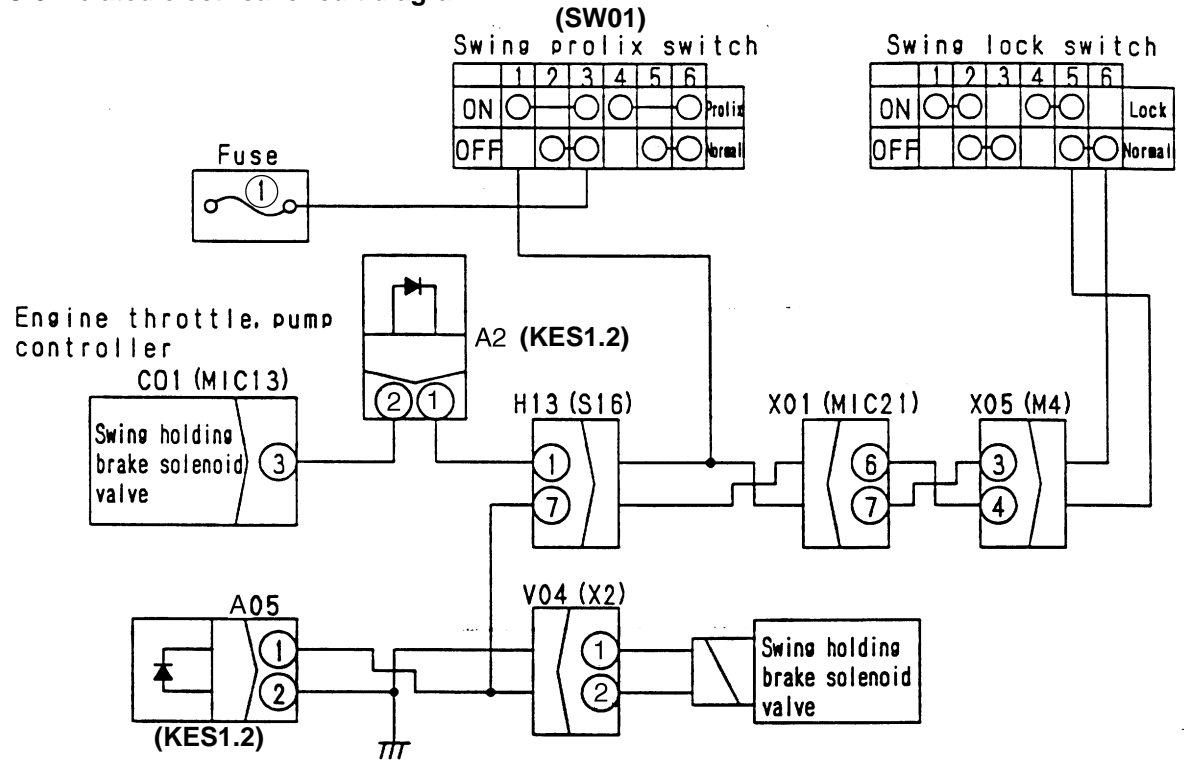 (SW01)
Swing prolix switch
Swing lock switch
1 2 3 4 5 6
ON Prolix
OFF Normal
1 2 3 4 5 6
ON Lock
OFF Normal
Fuse
1
Engine throttle, pump
controller
A2 (KES1.2)
2 1
C01 (MIC13)
Swing holding
brake solenoid
valve
3
H13 (S16)
1
7
X01 (MIC21)
6
7
X05 (M4)
3
4
A05
1
2
(KES1.2)
V04 (X2)
1
2
Swing holding
brake solenoid
valve